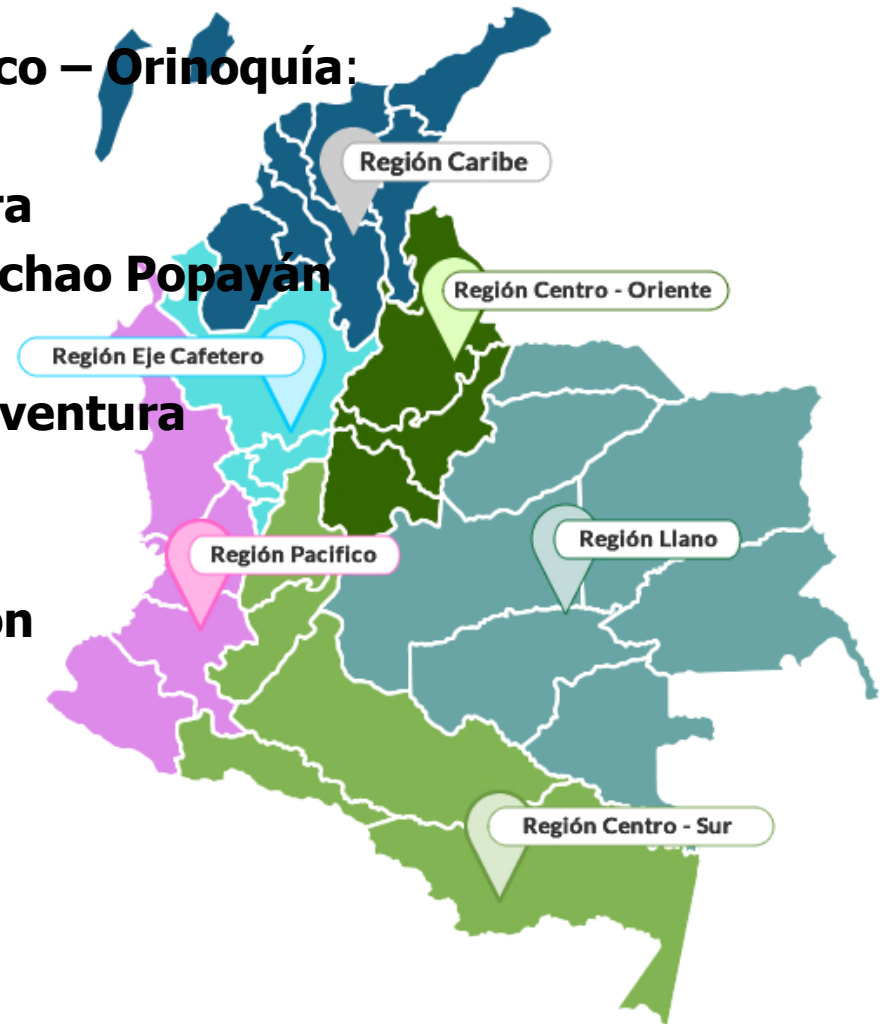 co – Orinoquía:
Región Caribe
ra
chao Popayán
Región Centro - Oriente
Región Eje Cafetero
ventura
Región Llano
Región Pacifico
ón
Región Centro - Sur